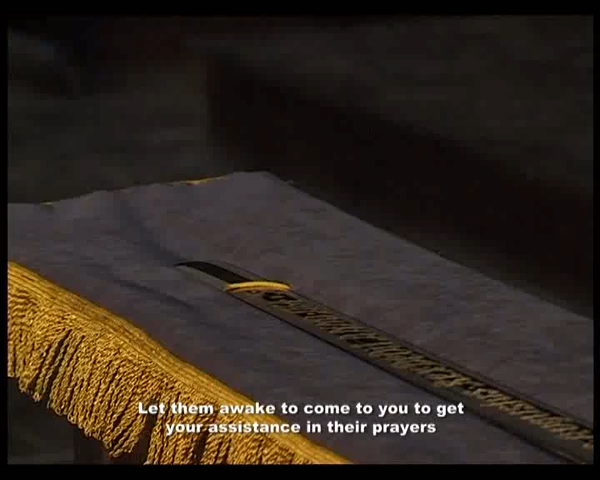 Let them awake to come to you to get
your assistance in their prayers